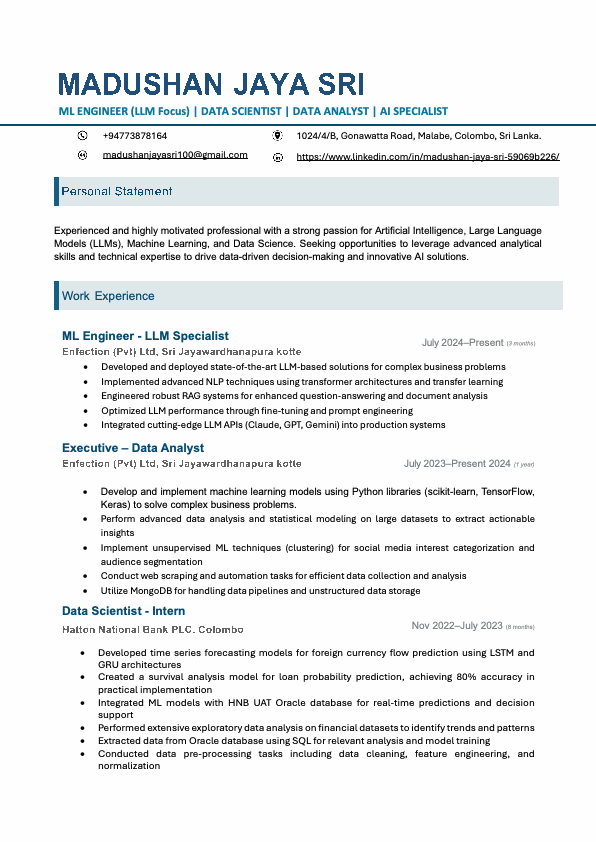 MADUSHAN JAYA SRI
ML ENGINEER (LLM Focus) | DATA SCIENTIST | DATA ANALYST | AI SPECIALIST
+94773878164
1024/4/B, Gonawatta Road, Malabe, Colombo, Sri Lanka.
madushanjayasri100@gmail.com
https://www.linkedin.com/in/madushan-jaya-sri-59069b226/
Personal Statement
Experienced and highly motivated professional with a strong passion for Artificial Intelligence, Large Language
Models (LLMs), Machine Learning, and Data Science. Seeking opportunities to leverage advanced analytical
skills and technical expertise to drive data-driven decision-making and innovative AI solutions.
Work Experience
ML Engineer - LLM Specialist
July 2024–Present (3 months)
Enfection (Pvt) Ltd, Sri Jayawardhanapura kotte
• Developed and deployed state-of-the-art LLM-based solutions for complex business problems
• Implemented advanced NLP techniques using transformer architectures and transfer learning
• Engineered robust RAG systems for enhanced question-answering and document analysis
• Optimized LLM performance through fine-tuning and prompt engineering
• Integrated cutting-edge LLM APIs (Claude, GPT, Gemini) into production systems
Executive – Data Analyst
Enfection (Pvt) Ltd, Sri Jayawardhanapura kotte
July 2023–Present 2024 (1 year)
• Develop and implement machine learning models using Python libraries (scikit-learn, TensorFlow,
Keras) to solve complex business problems.
• Perform advanced data analysis and statistical modeling on large datasets to extract actionable
insights
• Implement unsupervised ML techniques (clustering) for social media interest categorization and
audience segmentation
• Conduct web scraping and automation tasks for efficient data collection and analysis
• Utilize MongoDB for handling data pipelines and unstructured data storage
Data Scientist - Intern
Nov 2022–July 2023 (8 months)
Hatton National Bank PLC. Colombo
• Developed time series forecasting models for foreign currency flow prediction using LSTM and
GRU architectures
• Created a survival analysis model for loan probability prediction, achieving 80% accuracy in
practical implementation
• Integrated ML models with HNB UAT Oracle database for real-time predictions and decision
support
• Performed extensive exploratory data analysis on financial datasets to identify trends and patterns
• Extracted data from Oracle database using SQL for relevant analysis and model training
• Conducted data pre-processing tasks including data cleaning, feature engineering, and
normalization